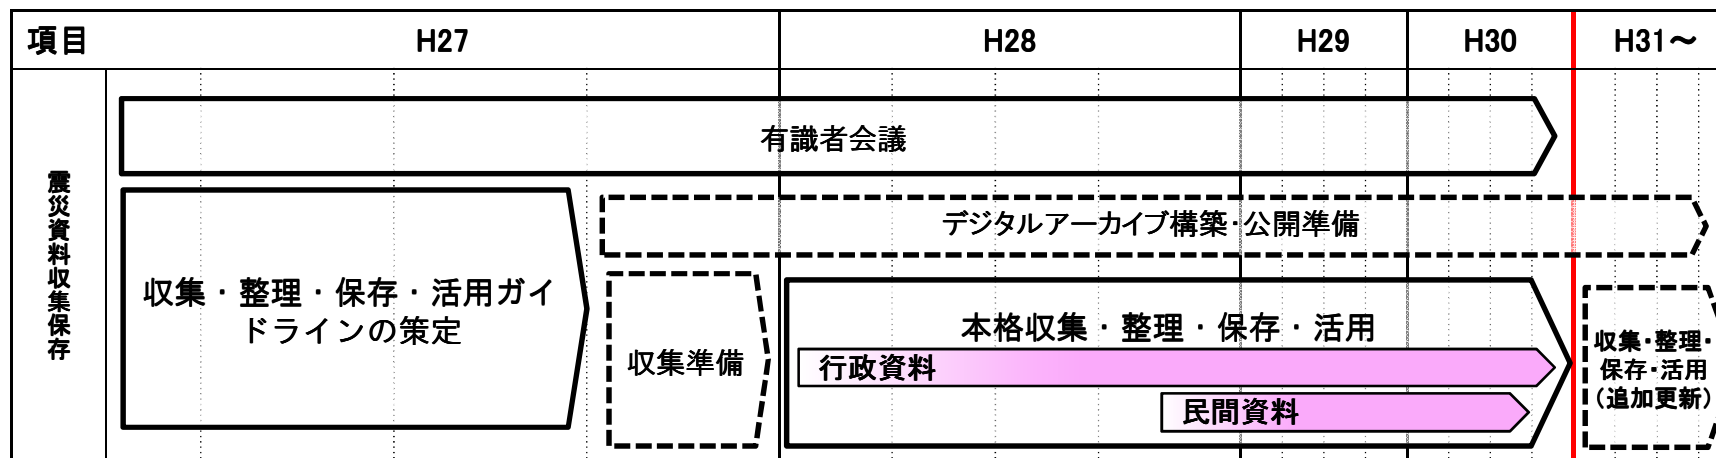 項目 H27 H28 H29 H30 H31～
震災資料収集保存
有識者会議
デジタルアーカイブ構築・公開準備
収集・整理・保存・活用ガイ
ドラインの策定
収集準備
本格収集・整理・保存・活用
行政資料
民間資料
収集・整理・
保存・活用
（追加更新）